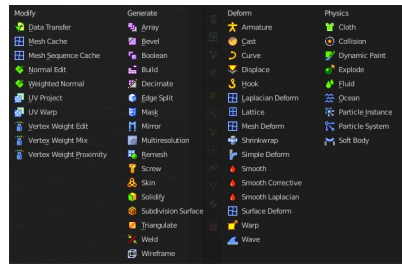 Modify
Data Transfer
Mesh Cache
Mesh Sequence Cache
Normal Edit
Weighted Normal
UV Project
UV Warp
Vertex Weight Edit
Vertex Weight Mix
Vertex Weight Proximity
Generate
Array
Bevel
Boolean
Build
Decimate
Edge Split
Mask
Mirror
Multiresolution
Remesh
Screw
Skin
Solidify
Subdivision Surface
Triangulate
Weld
Wireframe
Deform
Armature
Cast
Curve
Displace
Hook
Laplacian Deform
Lattice
Mesh Deform
Shrinkwrap
Simple Deform
Smooth
Smooth Corrective
Smooth Laplacian
Surface Deform
Warp
Wave
Physics
Cloth
Collision
Dynamic Paint
Explode
Fluid
Ocean
Particle Instance
Particle System
Soft Body